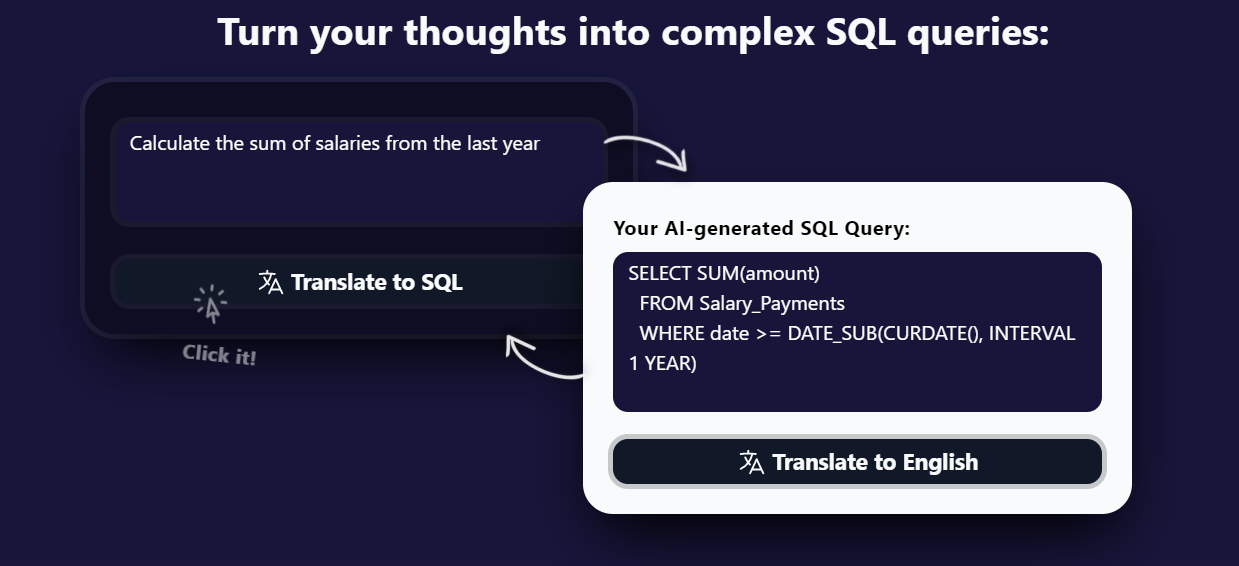 Turn your thoughts into complex SQL queries:
Calculate the sum of salaries from the last year
Translate to SQL
Click it!
Your AI-generated SQL Query:
SELECT SUM(amount)
FROM Salary_Payments
WHERE date >= DATE_SUB(CURDATE(), INTERVAL
1 YEAR)
Translate to English